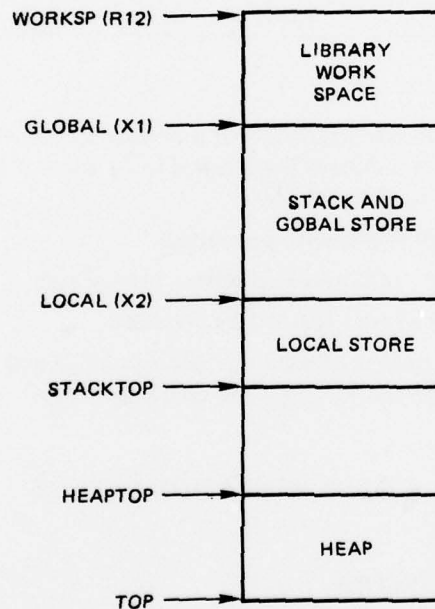 WORKSP (R12)
LIBRARY
WORK
SPACE
GLOBAL (X1)
STACK AND
GOBAL STORE
LOCAL (X2)
LOCAL STORE
STACKTOP
HEAPTOP
HEAP
TOP